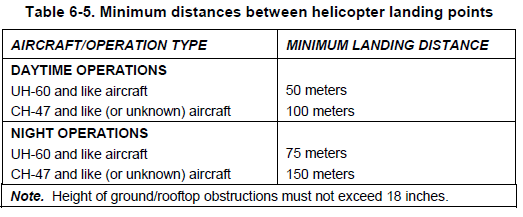 Table 6-5. Minimum distances between helicopter landing points
AIRCRAFT/OPERATION TYPE MINIMUM LANDING DISTANCE
DAYTIME OPERATIONS
UH-60 and like aircraft 50 meters
CH-47 and like (or unknown) aircraft 100 meters
NIGHT OPERATIONS
UH-60 and like aircraft 75 meters
CH-47 and like (or unknown) aircraft 150 meters
Note. Height of ground/rooftop obstructions must not exceed 18 inches.